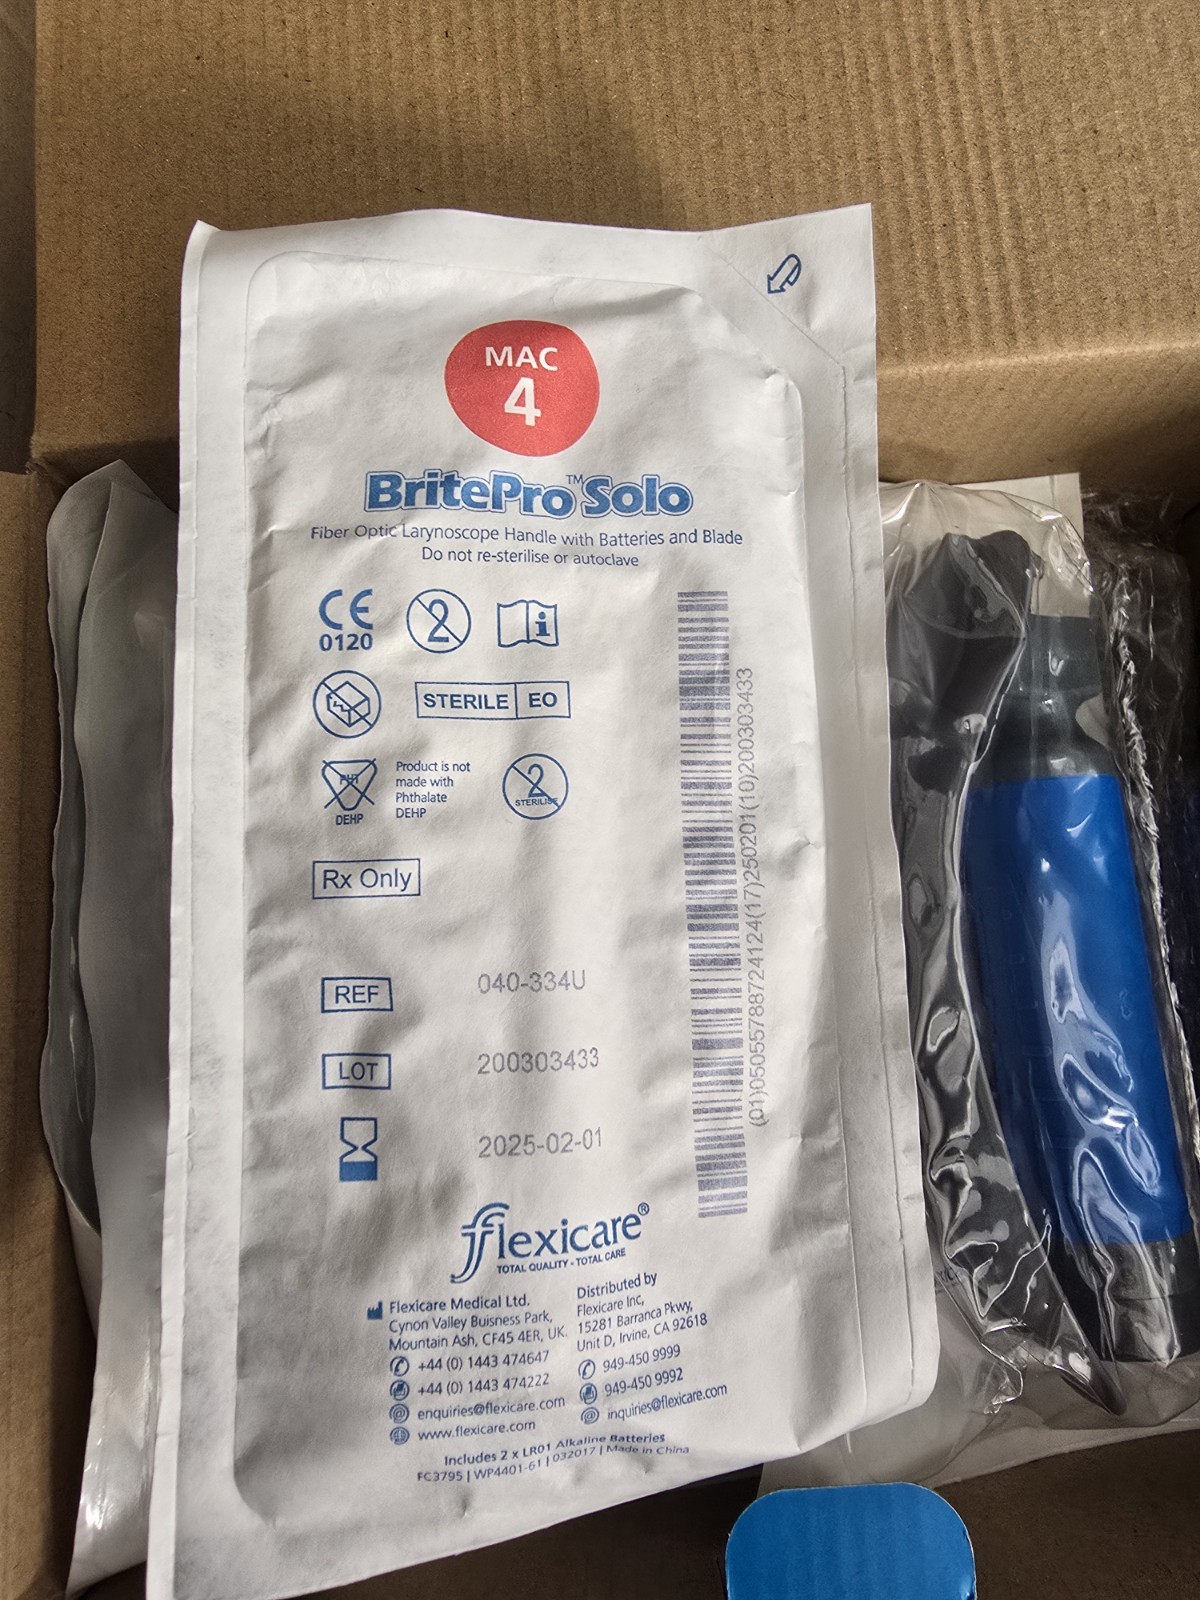 MAC
4
BritePro™ Solo
Fiber Optic Larynoscope Handle with Batteries and Blade
Do not re-sterilise or autoclave
CE
0120
2
i
STERILE EO
PHT
DEHP
Product is not
made with
Phthalate
DEHP
2
STERILISE
Rx Only
REF 040-334U
LOT 200303433
2025-02-01
(01)05055788724124(17)250201(10)200303433
flexicare®
TOTAL QUALITY - TOTAL CARE
Flexicare Medical Ltd.
Cynon Valley Buisness Park,
Mountain Ash, CF45 4ER, UK.
+44 (0) 1443 474647
+44 (0) 1443 474222
enquiries@flexicare.com
www.flexicare.com
Distributed by
Flexicare Inc,
15281 Barranca Pkwy,
Unit D, Irvine, CA 92618
949-450 9999
949-450 9992
inquiries@flexicare.com
Includes 2 x LR01 Alkaline Batteries
FC3795 | WP4401-61 | 032017 | Made in China